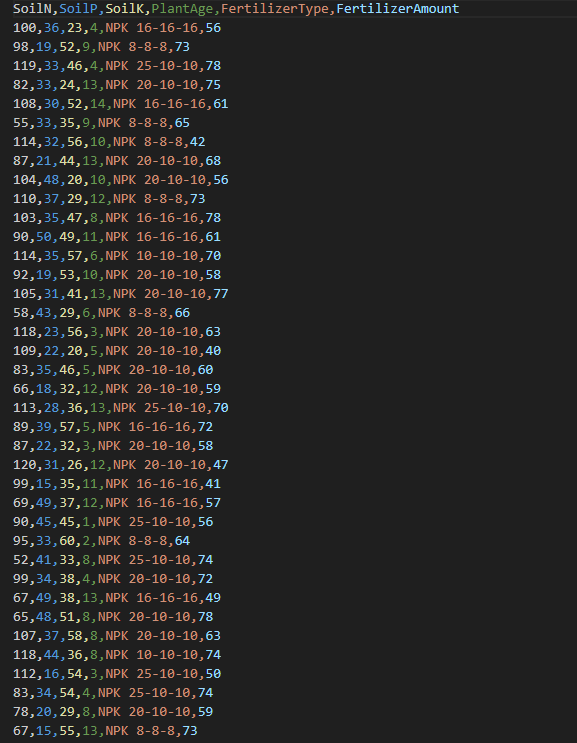 SoilN,SoilP,SoilK,PlantAge,FertilizerType,FertilizerAmount
100,36,23,4,NPK 16-16-16,56
98,19,52,9,NPK 8-8-8,73
119,33,46,4,NPK 25-10-10,78
82,33,24,13,NPK 20-10-10,75
108,30,52,14,NPK 16-16-16,61
55,33,35,9,NPK 8-8-8,65
114,32,56,10,NPK 8-8-8,42
87,21,44,13,NPK 20-10-10,68
104,48,20,10,NPK 20-10-10,56
110,37,29,12,NPK 8-8-8,73
103,35,47,8,NPK 16-16-16,78
90,50,49,11,NPK 16-16-16,61
114,35,57,6,NPK 10-10-10,70
92,19,53,10,NPK 20-10-10,58
105,31,41,13,NPK 20-10-10,77
58,43,29,6,NPK 8-8-8,66
118,23,56,3,NPK 20-10-10,63
109,22,20,5,NPK 20-10-10,40
83,35,46,5,NPK 20-10-10,60
66,18,32,12,NPK 20-10-10,59
113,28,36,13,NPK 25-10-10,70
89,39,57,5,NPK 16-16-16,72
87,22,32,3,NPK 20-10-10,58
120,31,26,12,NPK 20-10-10,47
99,15,35,11,NPK 16-16-16,41
69,49,37,12,NPK 16-16-16,57
90,45,45,1,NPK 25-10-10,56
95,33,60,2,NPK 8-8-8,64
52,41,33,8,NPK 25-10-10,74
99,34,38,4,NPK 20-10-10,72
67,49,38,13,NPK 16-16-16,49
65,48,51,8,NPK 20-10-10,78
107,37,58,8,NPK 20-10-10,63
118,44,36,8,NPK 10-10-10,74
112,16,54,3,NPK 25-10-10,50
83,34,54,4,NPK 25-10-10,74
78,20,29,8,NPK 20-10-10,59
67,15,55,13,NPK 8-8-8,73